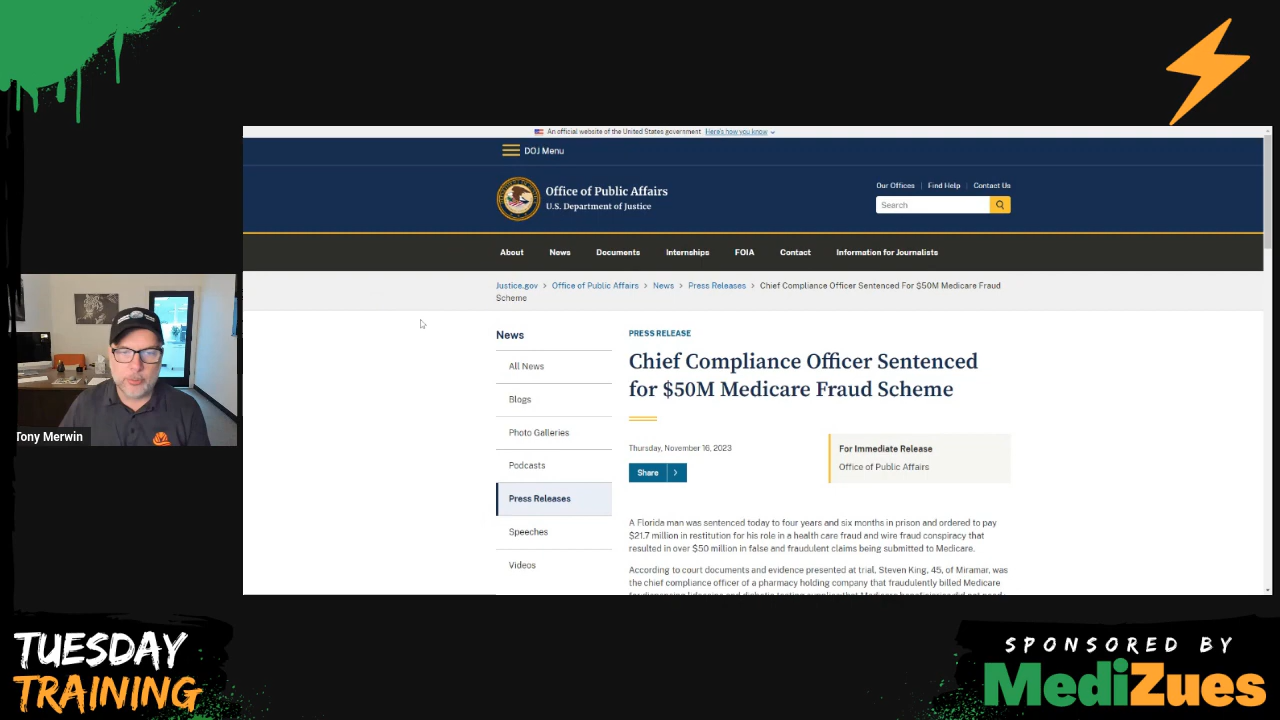 An official website of the United States government Here's how you know
DOJ Menu
Office of Public Affairs
U.S. Department of Justice
Our Offices Find Help Contact Us
Search
About News Documents Internships FOIA Contact Information for Journalists
Justice.gov > Office of Public Affairs > News > Press Releases > Chief Compliance Officer Sentenced For $50M Medicare Fraud
Scheme
News
All News
Blogs
Photo Galleries
Podcasts
Press Releases
Speeches
Videos
PRESS RELEASE
Chief Compliance Officer Sentenced
for $50M Medicare Fraud Scheme
Thursday, November 16, 2023
Share
For Immediate Release
Office of Public Affairs
A Florida man was sentenced today to four years and six months in prison and ordered to pay
$21.7 million in restitution for his role in a health care fraud and wire fraud conspiracy that
resulted in over $50 million in false and fraudulent claims being submitted to Medicare.
According to court documents and evidence presented at trial, Steven King, 45, of Miramar, was
the chief compliance officer of a pharmacy holding company that fraudulently billed Medicare
Tony Merwin
TUESDAY
TRAINING
SPONSORED BY
MediZues